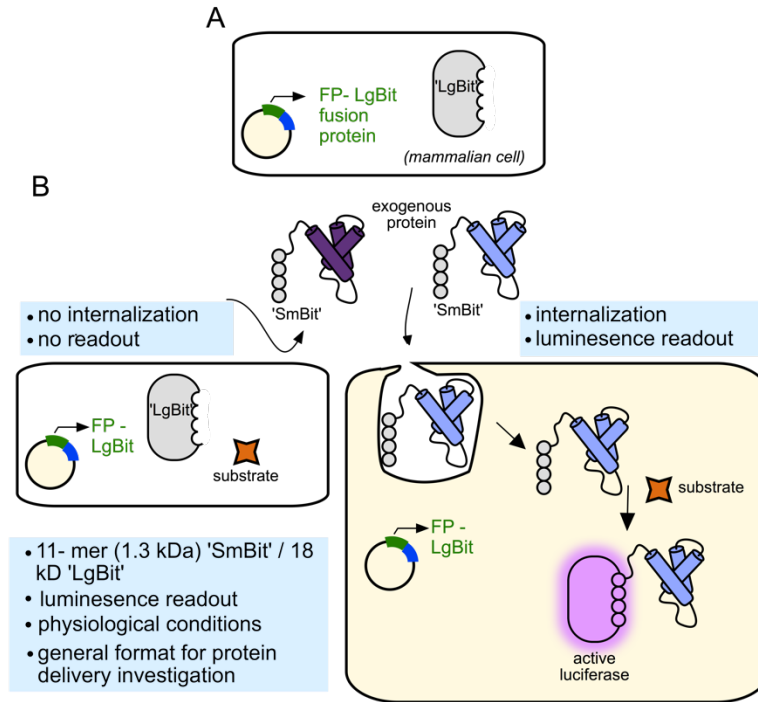 A
'LgBit'
FP- LgBit
fusion
protein
(mammalian cell)
B
exogenous
protein
'SmBit'
'SmBit'
• no internalization
• no readout
• internalization
• luminesence readout
'LgBit'
FP -
LgBit
substrate
substrate
FP -
LgBit
active
luciferase
• 11- mer (1.3 kDa) 'SmBit' / 18
kD 'LgBit'
• luminesence readout
• physiological conditions
• general format for protein
delivery investigation